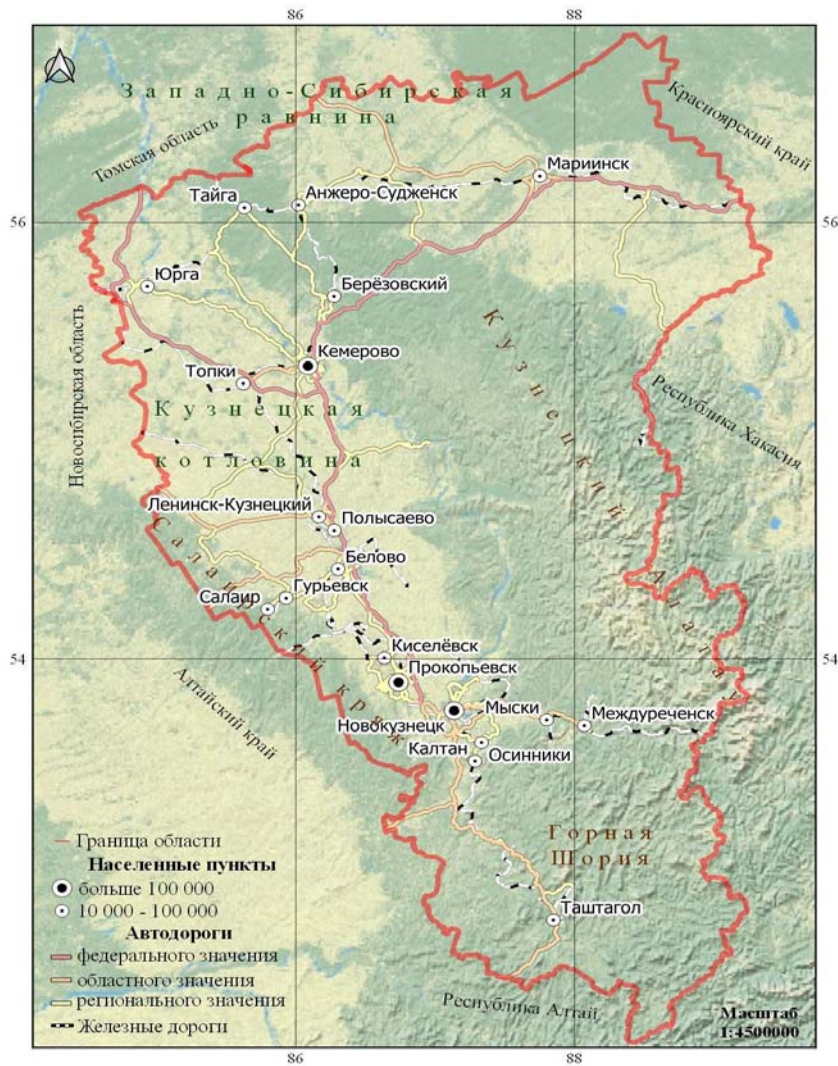 86 88
Западно-Сибирская
равнина
Томская область
Красноярский край
Мариинск
Тайга
Анжеро-Судженск
56 56
Юрга
Берёзовский
Новосибирская область
Кузнецкий
Алатау
Кемерово
Топки
Республика Хакасия
Кузнецкая
котловина
Ленинск-Кузнецкий
Полысаево
Салаирский кряж
Белово
Гурьевск
Салаир
Киселёвск
54 54
Прокопьевск
Алтайский край
Мыски
Междуреченск
Новокузнецк
Калтан
Осинники
Горная
Шория
Таштагол
Республика Алтай
Граница области
Населенные пункты
больше 100 000
10 000 - 100 000
Автодороги
федерального значения
областного значения
регионального значения
Железные дороги
Масштаб
1:4500000
86 88